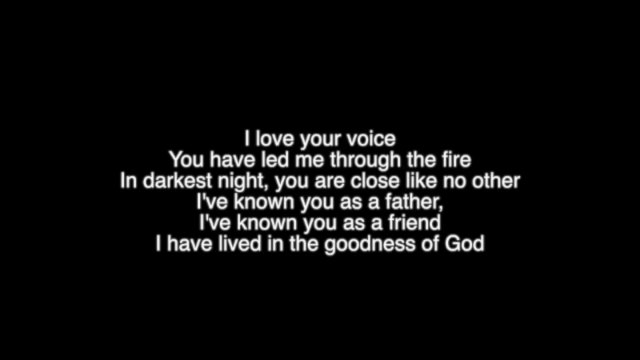 I love your voice
You have led me through the fire
In darkest night, you are close like no other
I've known you as a father,
I've known you as a friend
I have lived in the goodness of God